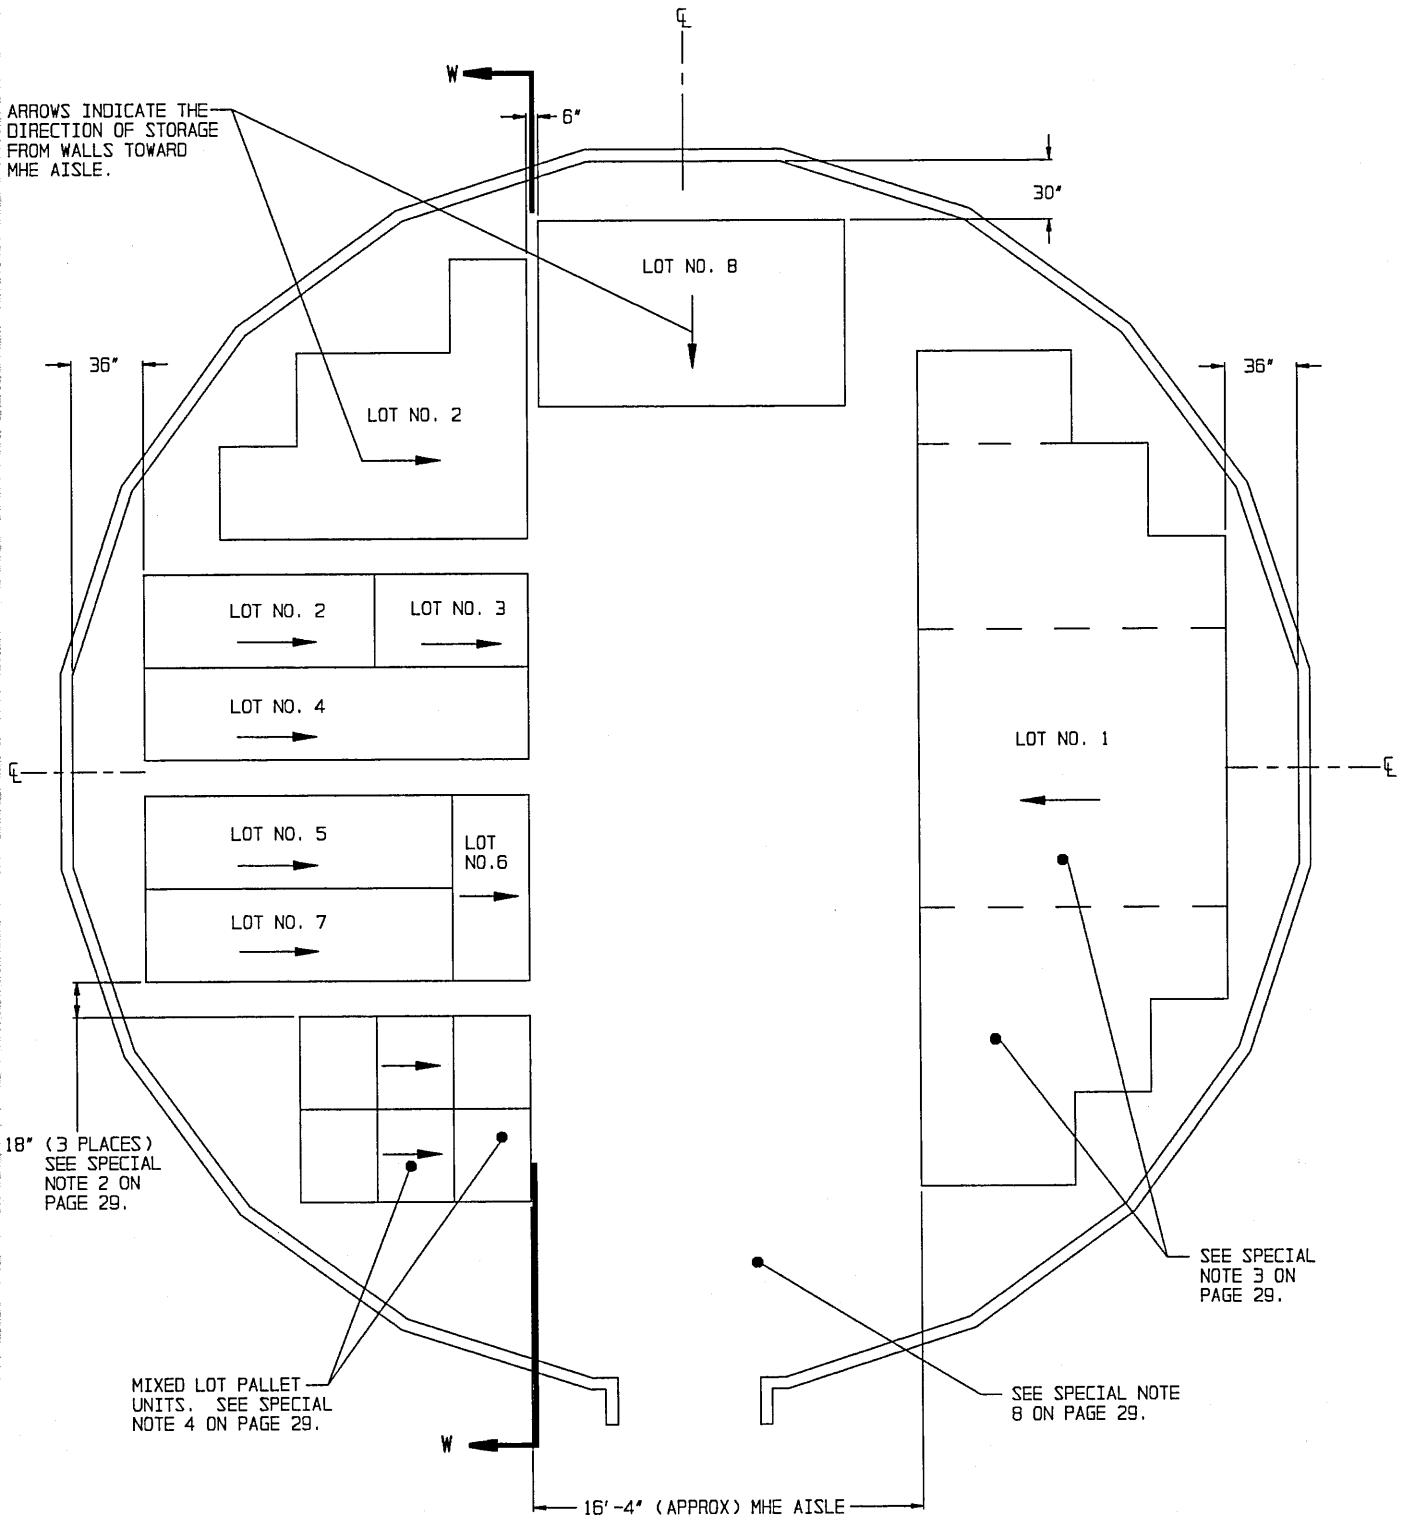 ℄
W
6"
ARROWS INDICATE THE
DIRECTION OF STORAGE
FROM WALLS TOWARD
MHE AISLE.
30"
LOT NO. 8
36"
36"
LOT NO. 2
LOT NO. 2
LOT NO. 3
LOT NO. 4
LOT NO. 1
℄
℄
LOT NO. 5
LOT
NO.6
LOT NO. 7
18" (3 PLACES)
SEE SPECIAL
NOTE 2 ON
PAGE 29.
SEE SPECIAL
NOTE 3 ON
PAGE 29.
MIXED LOT PALLET
UNITS. SEE SPECIAL
NOTE 4 ON PAGE 29.
SEE SPECIAL NOTE
8 ON PAGE 29.
W
16'-4" (APPROX) MHE AISLE